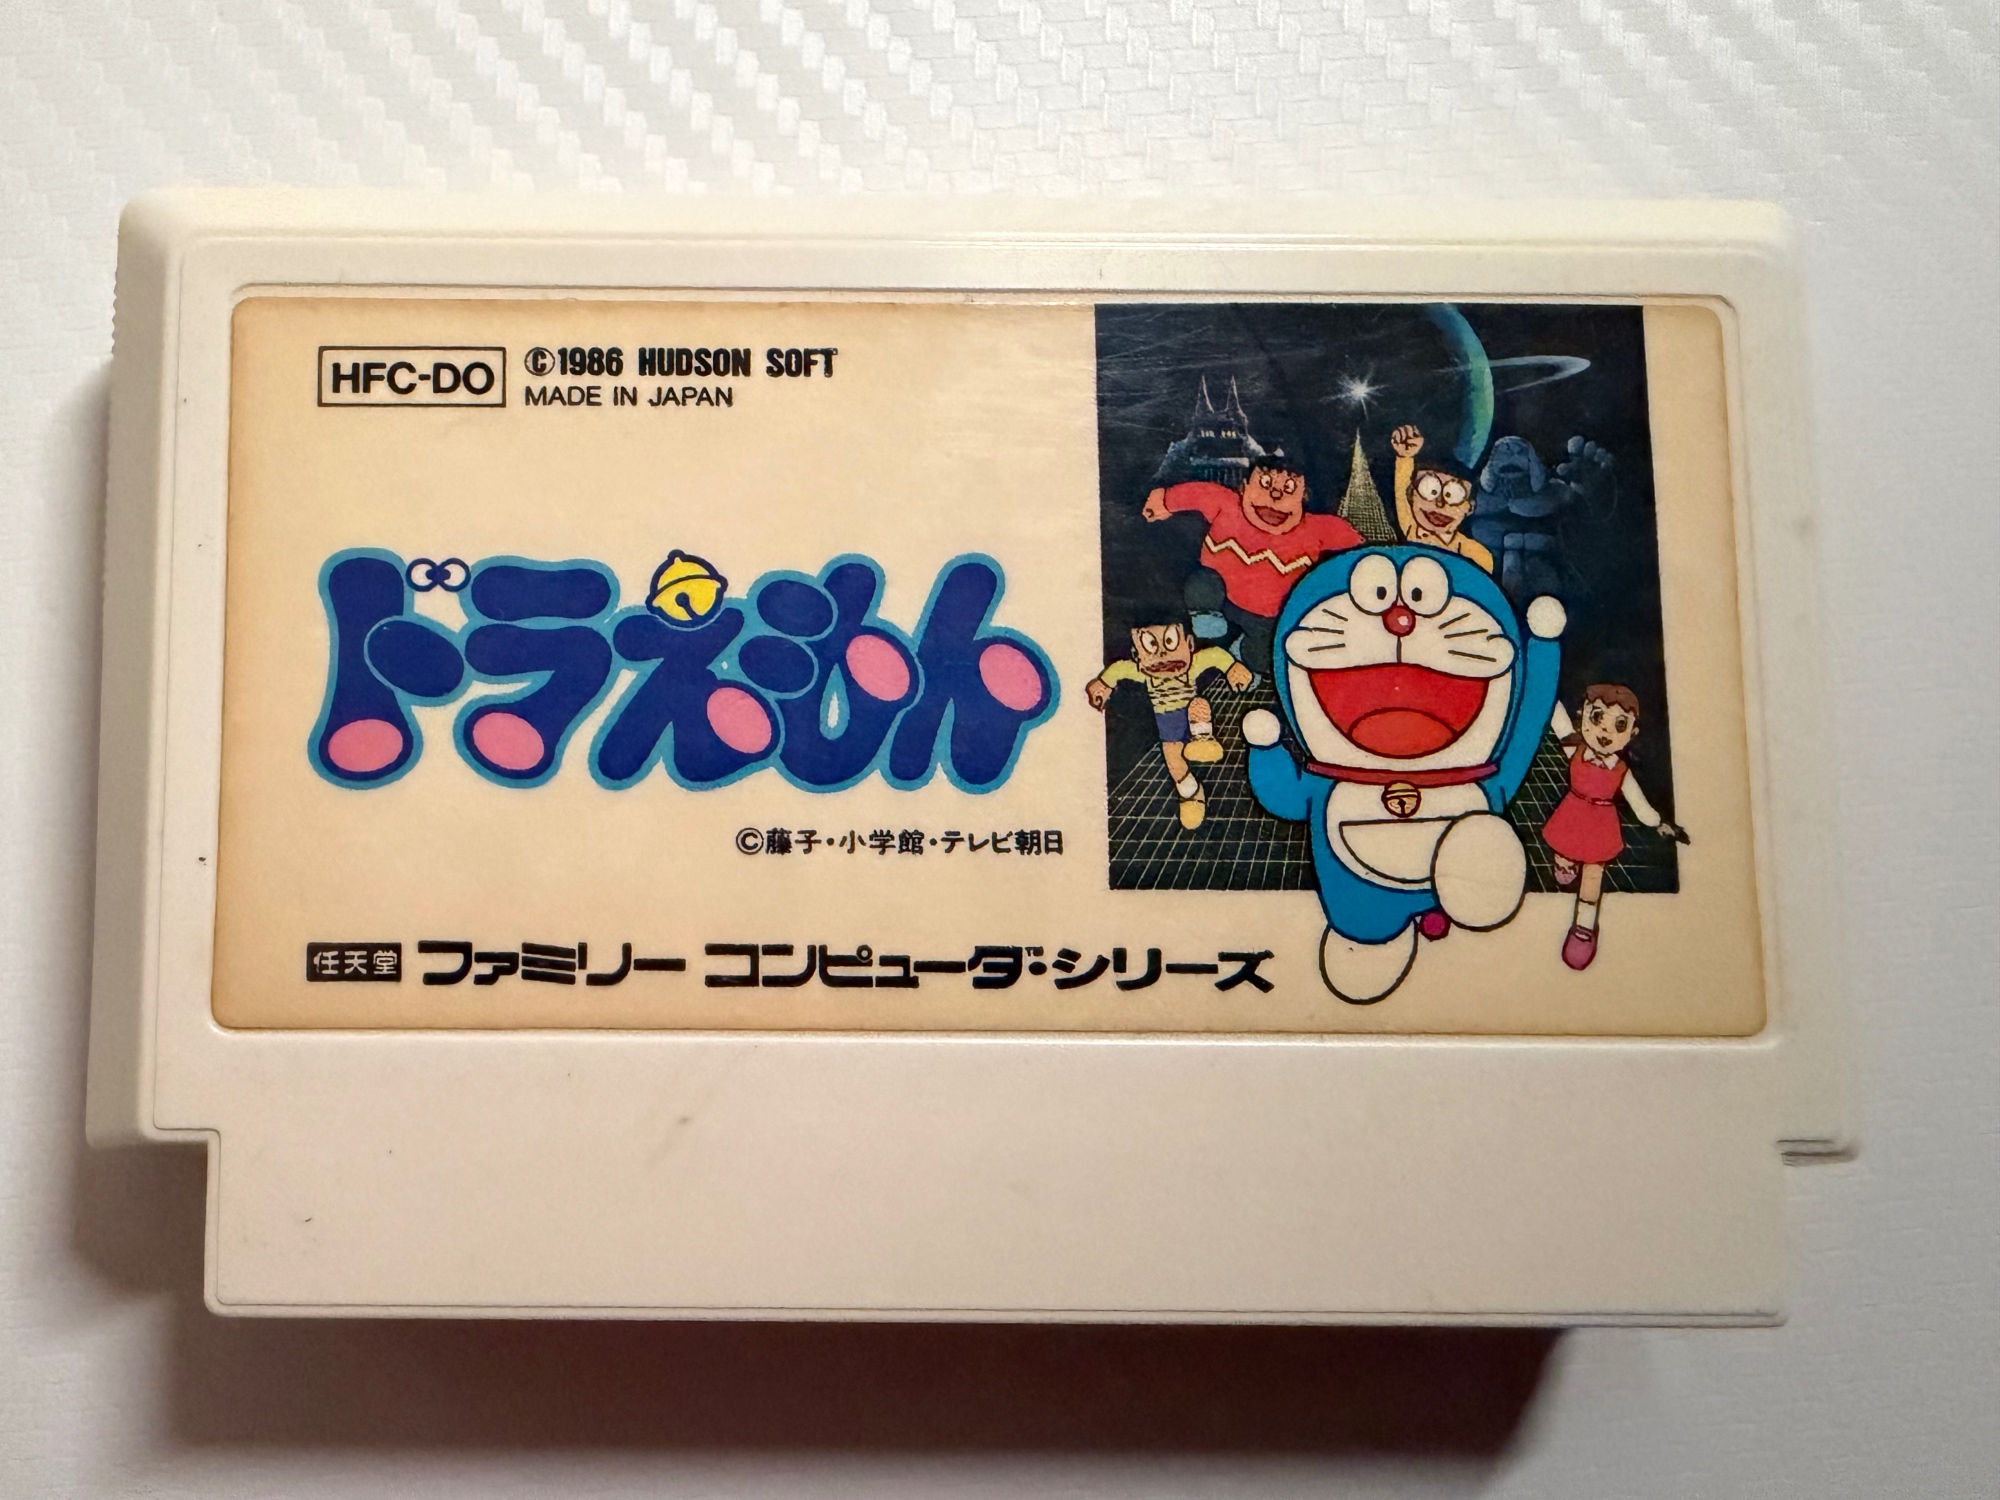 HFC-DO
©1986 HUDSON SOFT
MADE IN JAPAN
ドラえもん
©藤子・小学館・テレビ朝日
任天堂 ファミリー コンピュータ™・シリーズ